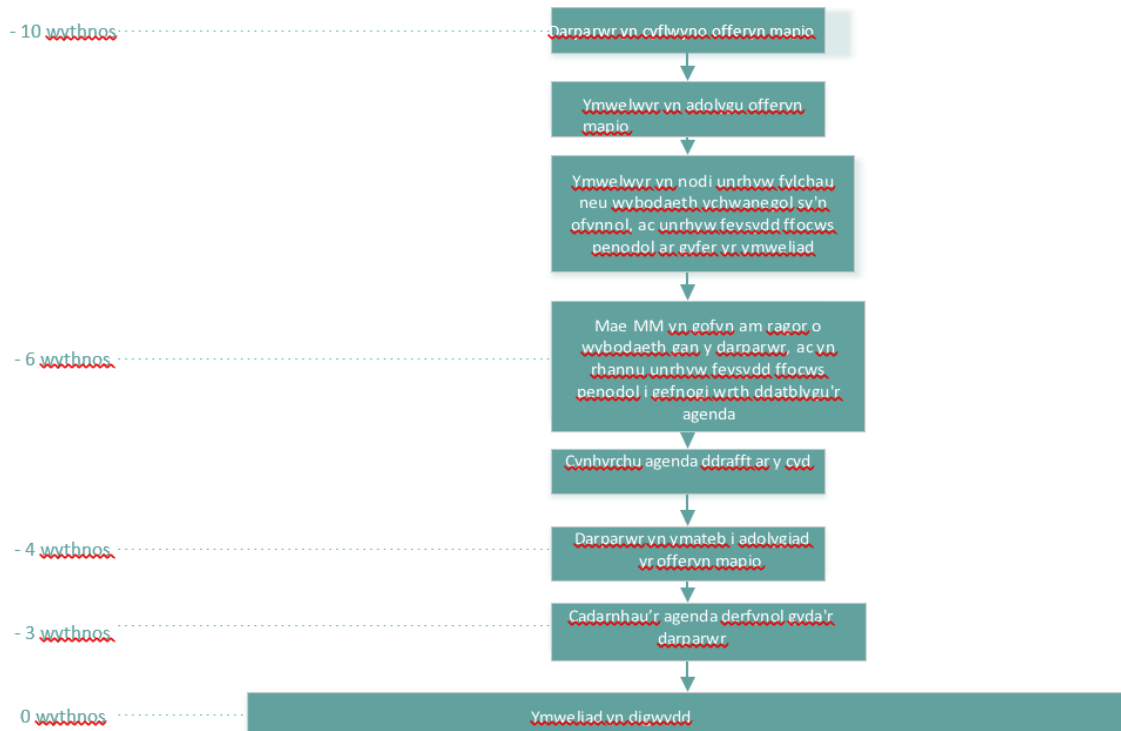 - 10 wythnos
Darparwr yn cyflwyno offeryn mapio
Ymwelwyr yn adolygu offeryn
mapio
Ymwelwyr yn nodi unrhyw fylchau
neu wybodaeth ychwanegol sy'n
ofynnol, ac unrhyw feysydd ffocws
penodol ar gyfer yr ymweliad
- 6 wythnos
Mae MM yn gofyn am ragor o
wybodaeth gan y darparwr, ac yn
rhannu unrhyw feysydd ffocws
penodol i gefnogi wrth ddatblygu'r
agenda
Cynhyrchu agenda ddrafft ar y cyd
- 4 wythnos
Darparwr yn ymateb i adolygiad
yr offeryn mapio
- 3 wythnos
Cadarnhau’r agenda derfynol gyda'r
darparwr
0 wythnos
Ymweliad yn digwydd